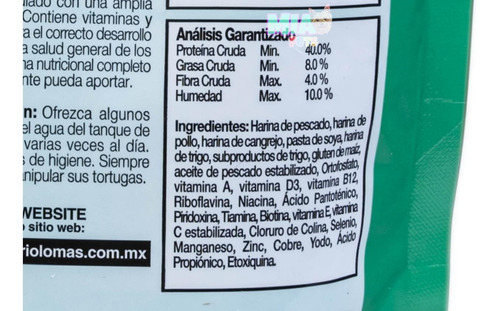 ulado con una amplia
Contiene vitaminas y
a el correcto desarrollo
a salud general de los
na nutricional completo
nte pueda aportar.
n: Ofrezca algunos
el agua del tanque de
varias veces al día.
s de higiene. Siempre
nipular sus tortugas.
WEBSITE
o sitio web:
riolomas.com.mx
Análisis Garantizado
Proteína Cruda Min. 40.0%
Grasa Cruda Min. 8.0 %
Fibra Cruda Max. 4.0 %
Humedad Max. 10.0 %
Ingredientes: Harina de pescado, harina de
pollo, harina de cangrejo, pasta de soya, harina
de trigo, subproductos de trigo, gluten de maíz,
aceite de pescado estabilizado, Ortofosfato,
vitamina A, vitamina D3, vitamina B12,
Riboflavina, Niacina, Ácido Pantoténico,
Piridoxina, Tiamina, Biotina, vitamina E, vitamina
C estabilizada, Cloruro de Colina, Selenio,
Manganeso, Zinc, Cobre, Yodo, Ácido
Propiónico, Etoxiquina.